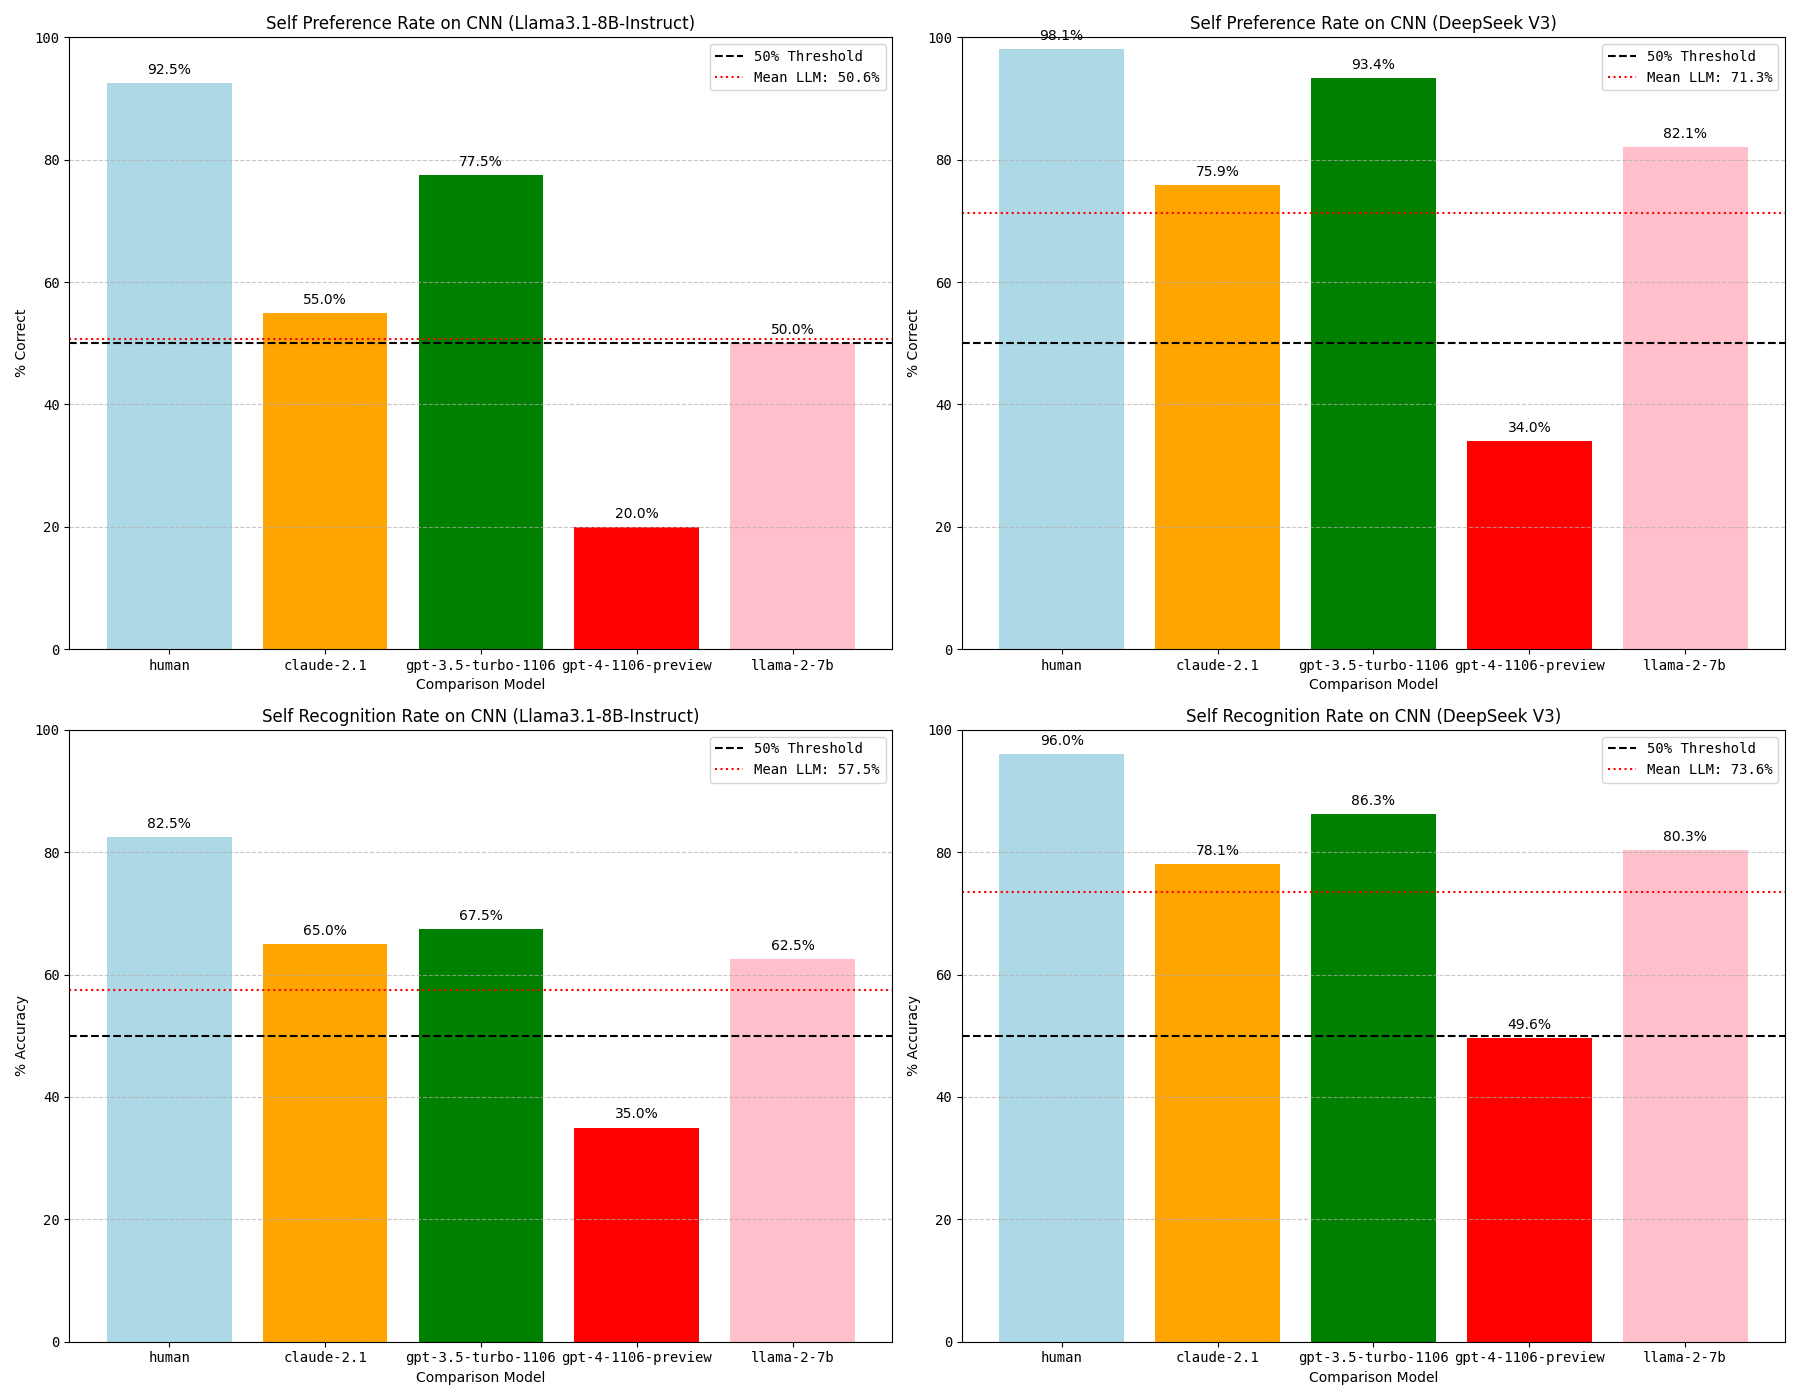 Self Preference Rate on CNN (Llama3.1-8B-Instruct)
100
80
60
40
20
0
% Correct
92.5%
55.0%
77.5%
20.0%
50.0%
50% Threshold
Mean LLM: 50.6%
human
claude-2.1
gpt-3.5-turbo-1106
gpt-4-1106-preview
llama-2-7b
Comparison Model
Self Preference Rate on CNN (DeepSeek V3)
100
80
60
40
20
0
% Correct
98.1%
75.9%
93.4%
34.0%
82.1%
50% Threshold
Mean LLM: 71.3%
human
claude-2.1
gpt-3.5-turbo-1106
gpt-4-1106-preview
llama-2-7b
Comparison Model
Self Recognition Rate on CNN (Llama3.1-8B-Instruct)
100
80
60
40
20
0
% Accuracy
82.5%
65.0%
67.5%
35.0%
62.5%
50% Threshold
Mean LLM: 57.5%
human
claude-2.1
gpt-3.5-turbo-1106
gpt-4-1106-preview
llama-2-7b
Comparison Model
Self Recognition Rate on CNN (DeepSeek V3)
100
80
60
40
20
0
% Accuracy
96.0%
78.1%
86.3%
49.6%
80.3%
50% Threshold
Mean LLM: 73.6%
human
claude-2.1
gpt-3.5-turbo-1106
gpt-4-1106-preview
llama-2-7b
Comparison Model